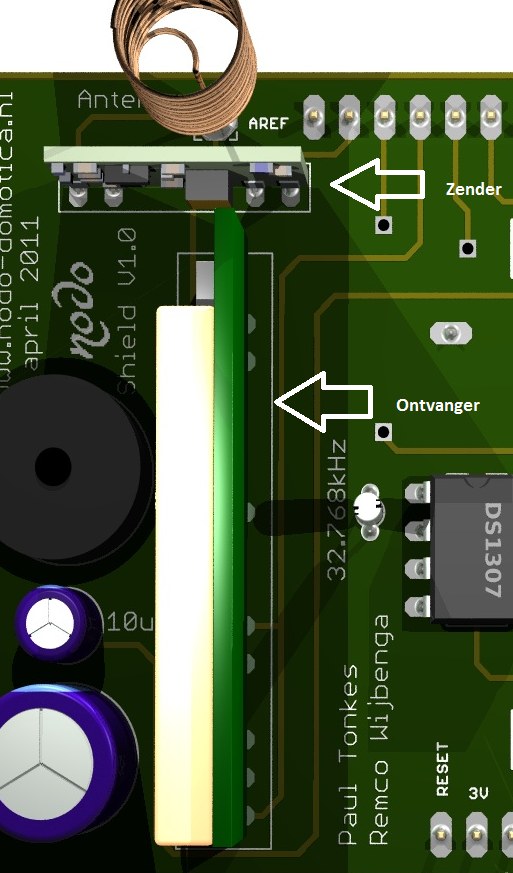 AREF
Zender
www.nodo-domotica.nl
april 2011
nodo
Shield V1.0
Ontvanger
32.768kHz
DS1307
10u
Paul Tonkes
Remco Wijbenga
RESET
3V